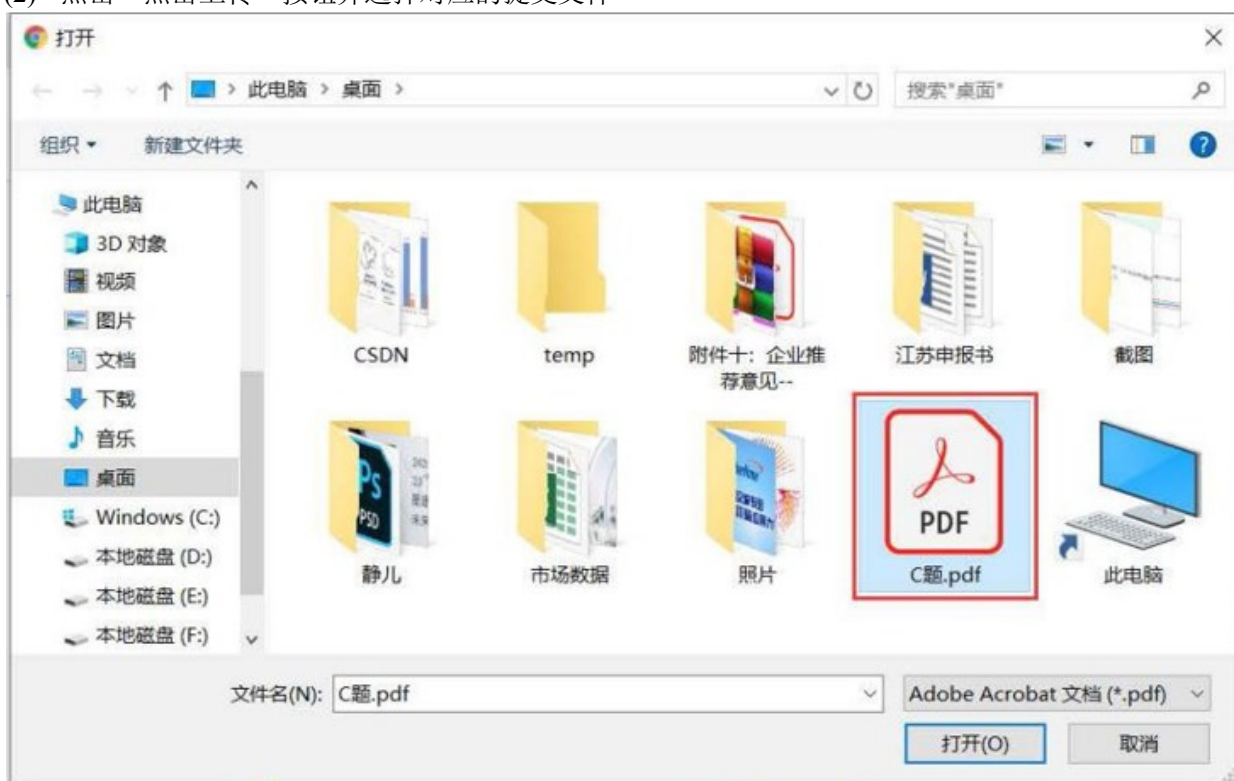 (2) 点击“点击上传”按钮并选择对应的提交文件
打开
此电脑 > 桌面 >
搜索"桌面"
组织
新建文件夹
此电脑
3D 对象
视频
图片
文档
下载
音乐
桌面
Windows (C:)
本地磁盘 (D:)
本地磁盘 (E:)
本地磁盘 (F:)
CSDN
temp
附件十：企业推
荐意见--
江苏申报书
截图
静儿
市场数据
照片
PDF
C题.pdf
此电脑
文件名(N):
C题.pdf
Adobe Acrobat 文档 (*.pdf)
打开(O)
取消